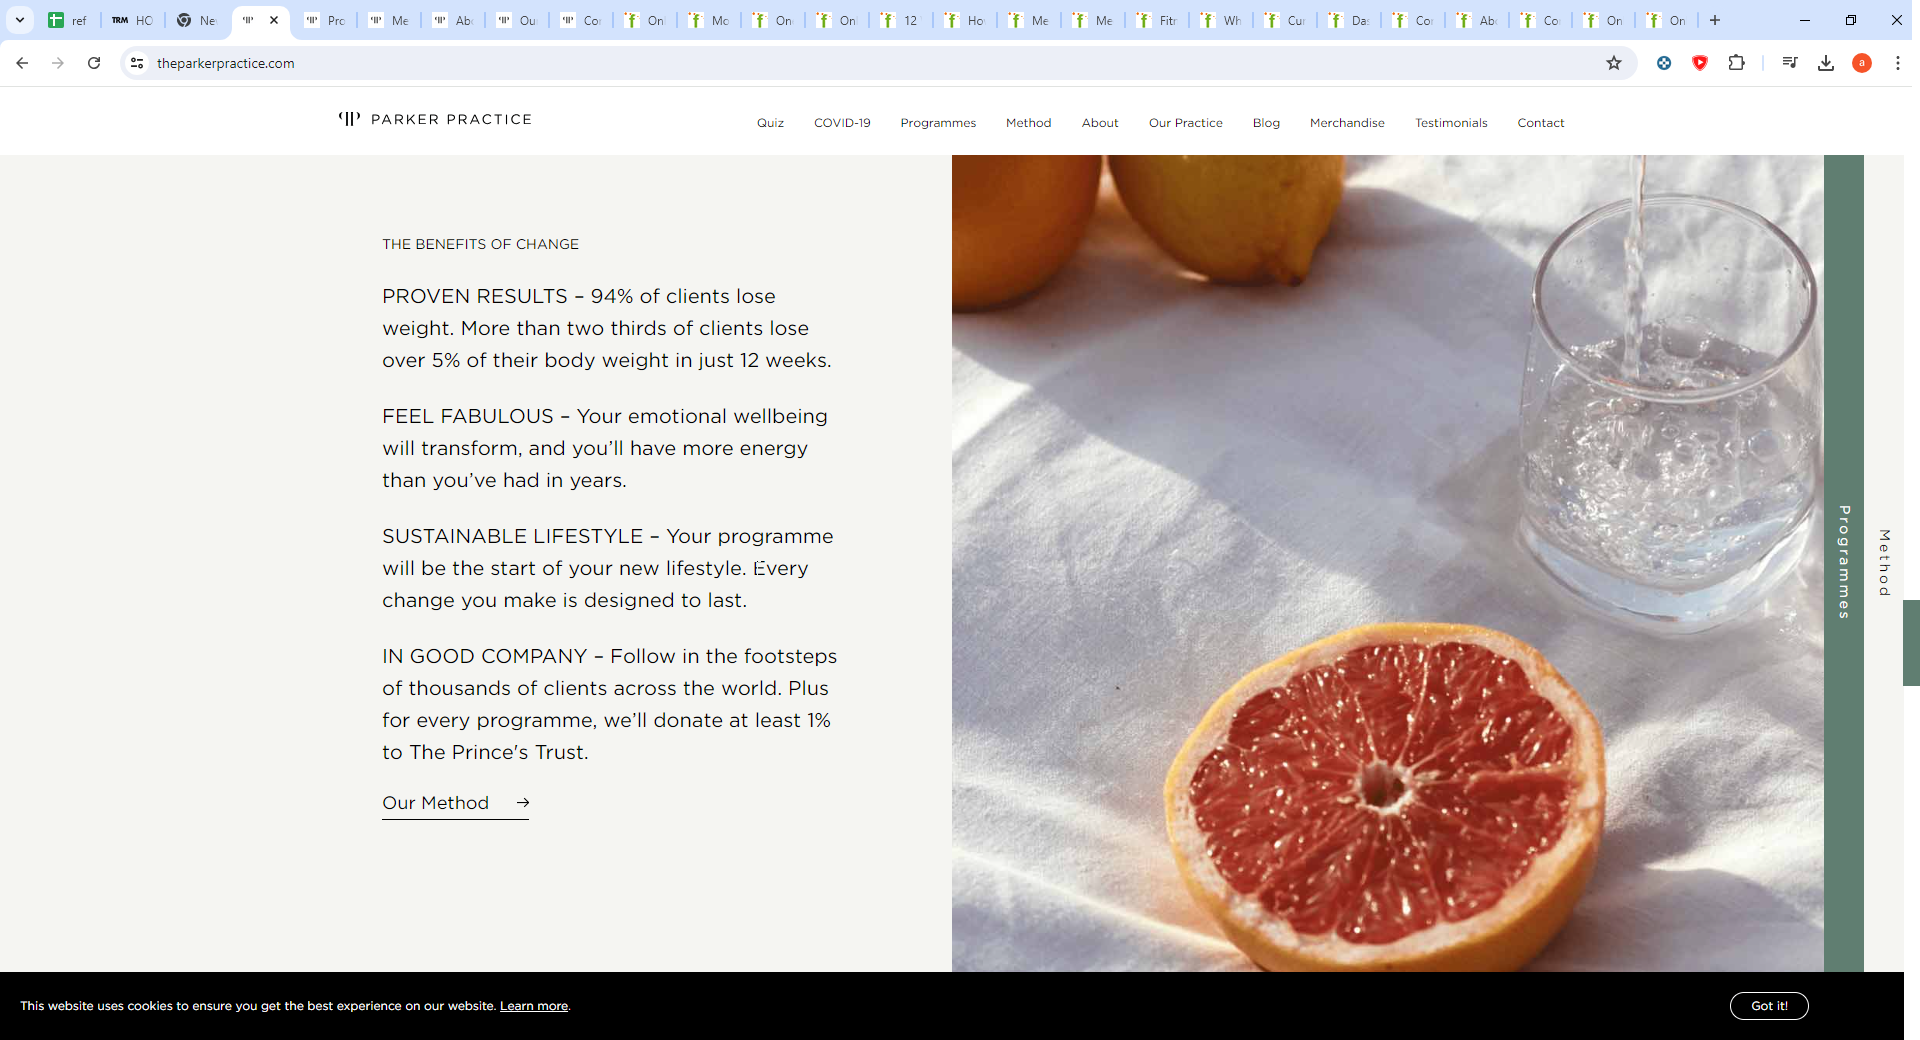 ref
HO
Ne
Pro
Me
Abo
Ou
Co
Onl
Mo
On
Onl
12
Ho
Me
Me
Fitr
Wh
Cur
Das
Co
Abo
Co
On
On
theparkerpractice.com
PARKER PRACTICE
Quiz
COVID-19
Programmes
Method
About
Our Practice
Blog
Merchandise
Testimonials
Contact
THE BENEFITS OF CHANGE
PROVEN RESULTS – 94% of clients lose
weight. More than two thirds of clients lose
over 5% of their body weight in just 12 weeks.
FEEL FABULOUS – Your emotional wellbeing
will transform, and you’ll have more energy
than you’ve had in years.
SUSTAINABLE LIFESTYLE – Your programme
will be the start of your new lifestyle. Every
change you make is designed to last.
IN GOOD COMPANY – Follow in the footsteps
of thousands of clients across the world. Plus
for every programme, we’ll donate at least 1%
to The Prince's Trust.
Our Method →
Programmes
Method
This website uses cookies to ensure you get the best experience on our website. Learn more.
Got it!